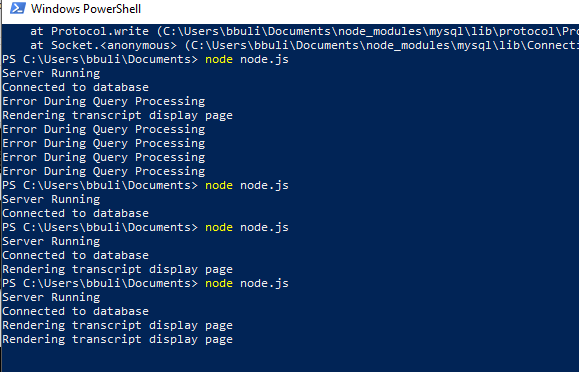 Windows PowerShell
at Protocol.write (C:\Users\bbuli\Documents\node_modules\mysql\lib\protocol\Pro
at Socket.<anonymous> (C:\Users\bbuli\Documents\node_modules\mysql\lib\Connecti
PS C:\Users\bbuli\Documents> node node.js
Server Running
Connected to database
Error During Query Processing
Rendering transcript display page
Error During Query Processing
Error During Query Processing
Error During Query Processing
Error During Query Processing
PS C:\Users\bbuli\Documents> node node.js
Server Running
Connected to database
PS C:\Users\bbuli\Documents> node node.js
Server Running
Connected to database
Rendering transcript display page
PS C:\Users\bbuli\Documents> node node.js
Server Running
Connected to database
Rendering transcript display page
Rendering transcript display page